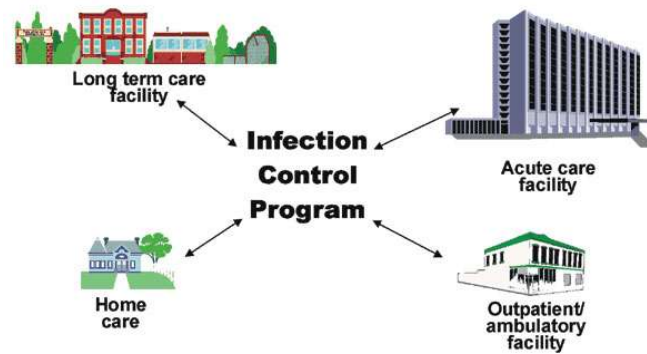 Long term care
facility
Infection
Control
Program
Acute care
facility
Home
care
Outpatient/
ambulatory
facility